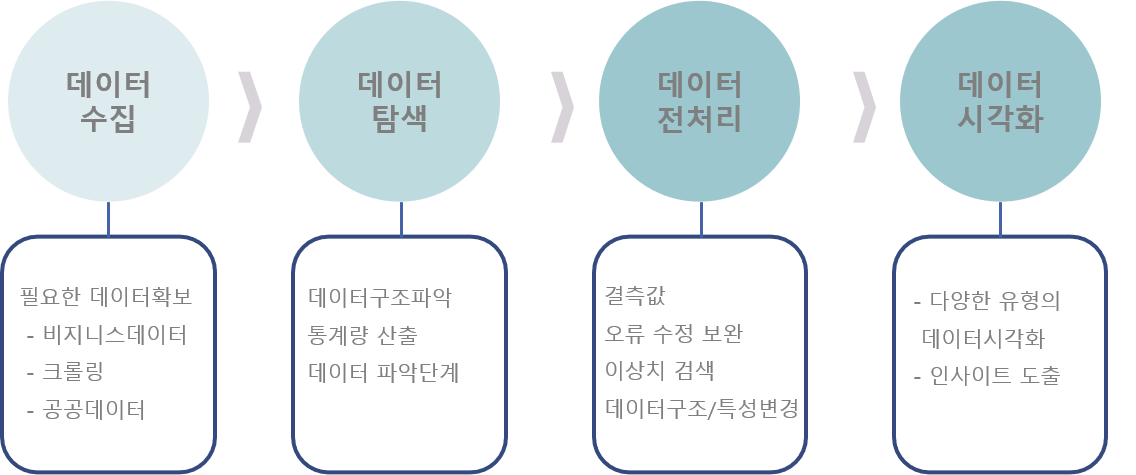 데이터
수집
데이터
탐색
데이터
전처리
데이터
시각화
필요한 데이터확보
- 비지니스데이터
- 크롤링
- 공공데이터
데이터구조파악
통계량 산출
데이터 파악단계
결측값
오류 수정 보완
이상치 검색
데이터구조/특성변경
- 다양한 유형의
데이터시각화
- 인사이트 도출